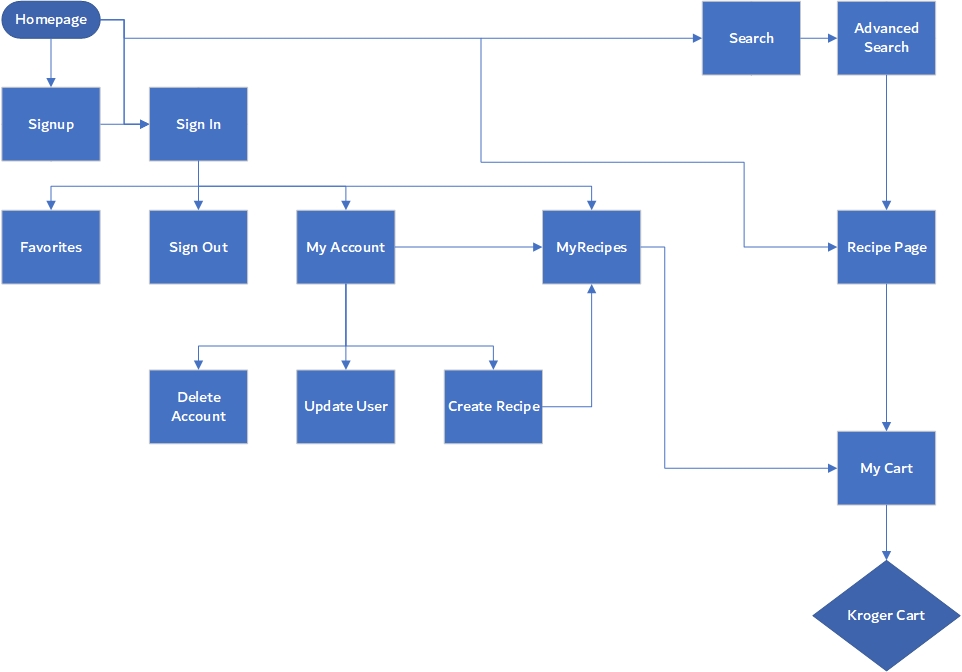 Homepage
Search
Advanced
Search
Signup
Sign In
Favorites
Sign Out
My Account
MyRecipes
Recipe Page
Delete
Account
Update User
Create Recipe
My Cart
Kroger Cart